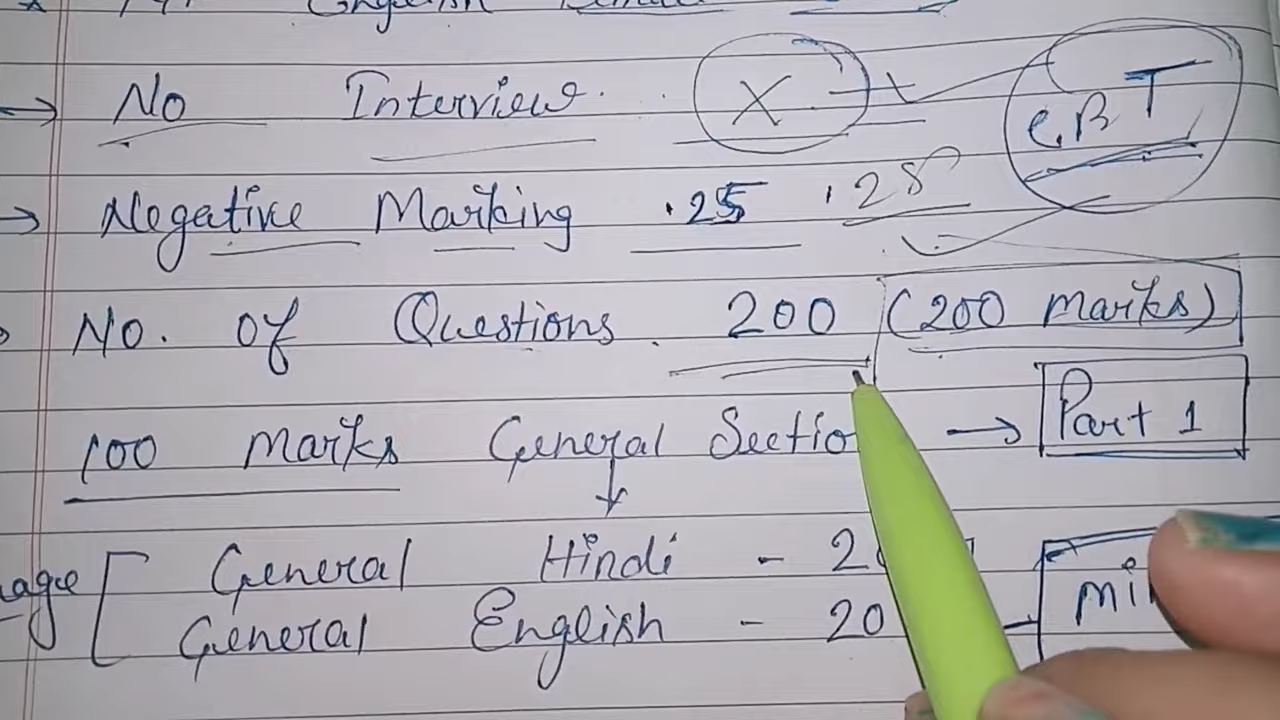 No Interview. X CBT
Negative Marking .25 .25
No. of Questions. 200 (200 marks)
100 marks General Section → Part 1
General Hindi - 20
General English - 20